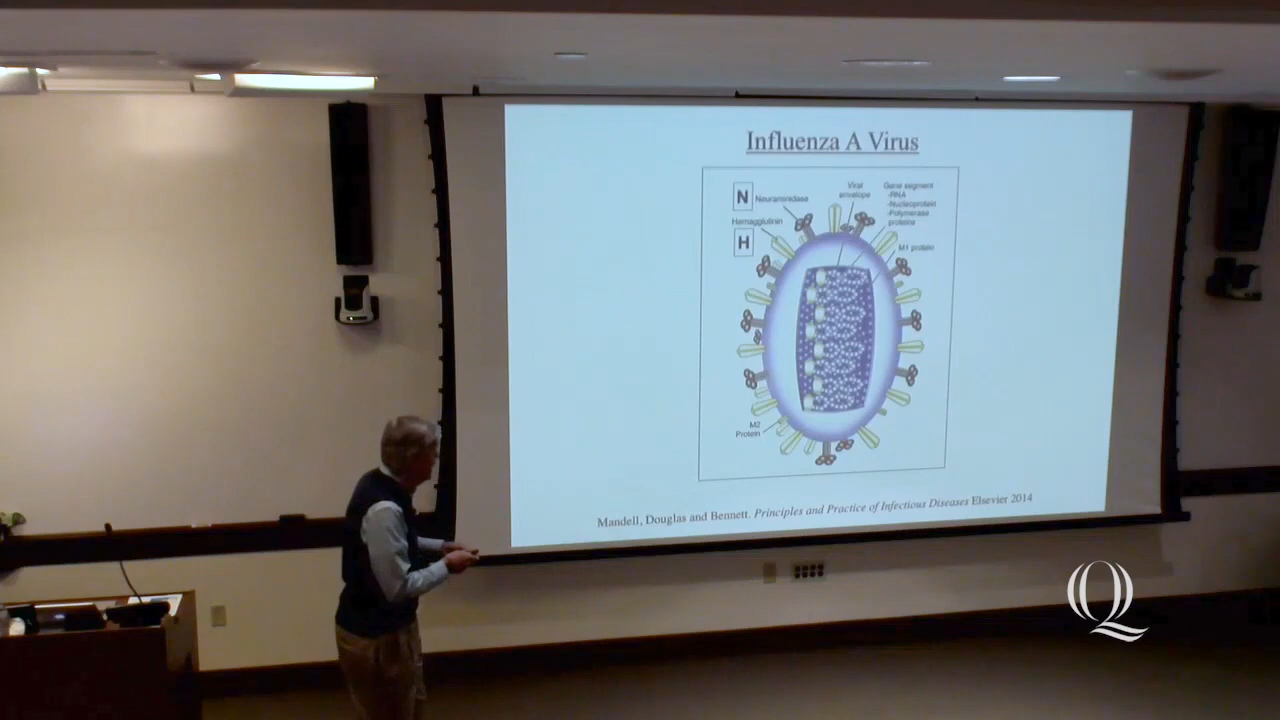 Influenza A Virus
N
Neuraminidase
Hemagglutinin
H
Viral
envelope
Gene segment
-RNA
-Nucleoprotein
-Polymerase
proteins
M1 protein
M2
Protein
Mandell, Douglas and Bennett. Principles and Practice of Infectious Diseases Elsevier 2014
Q